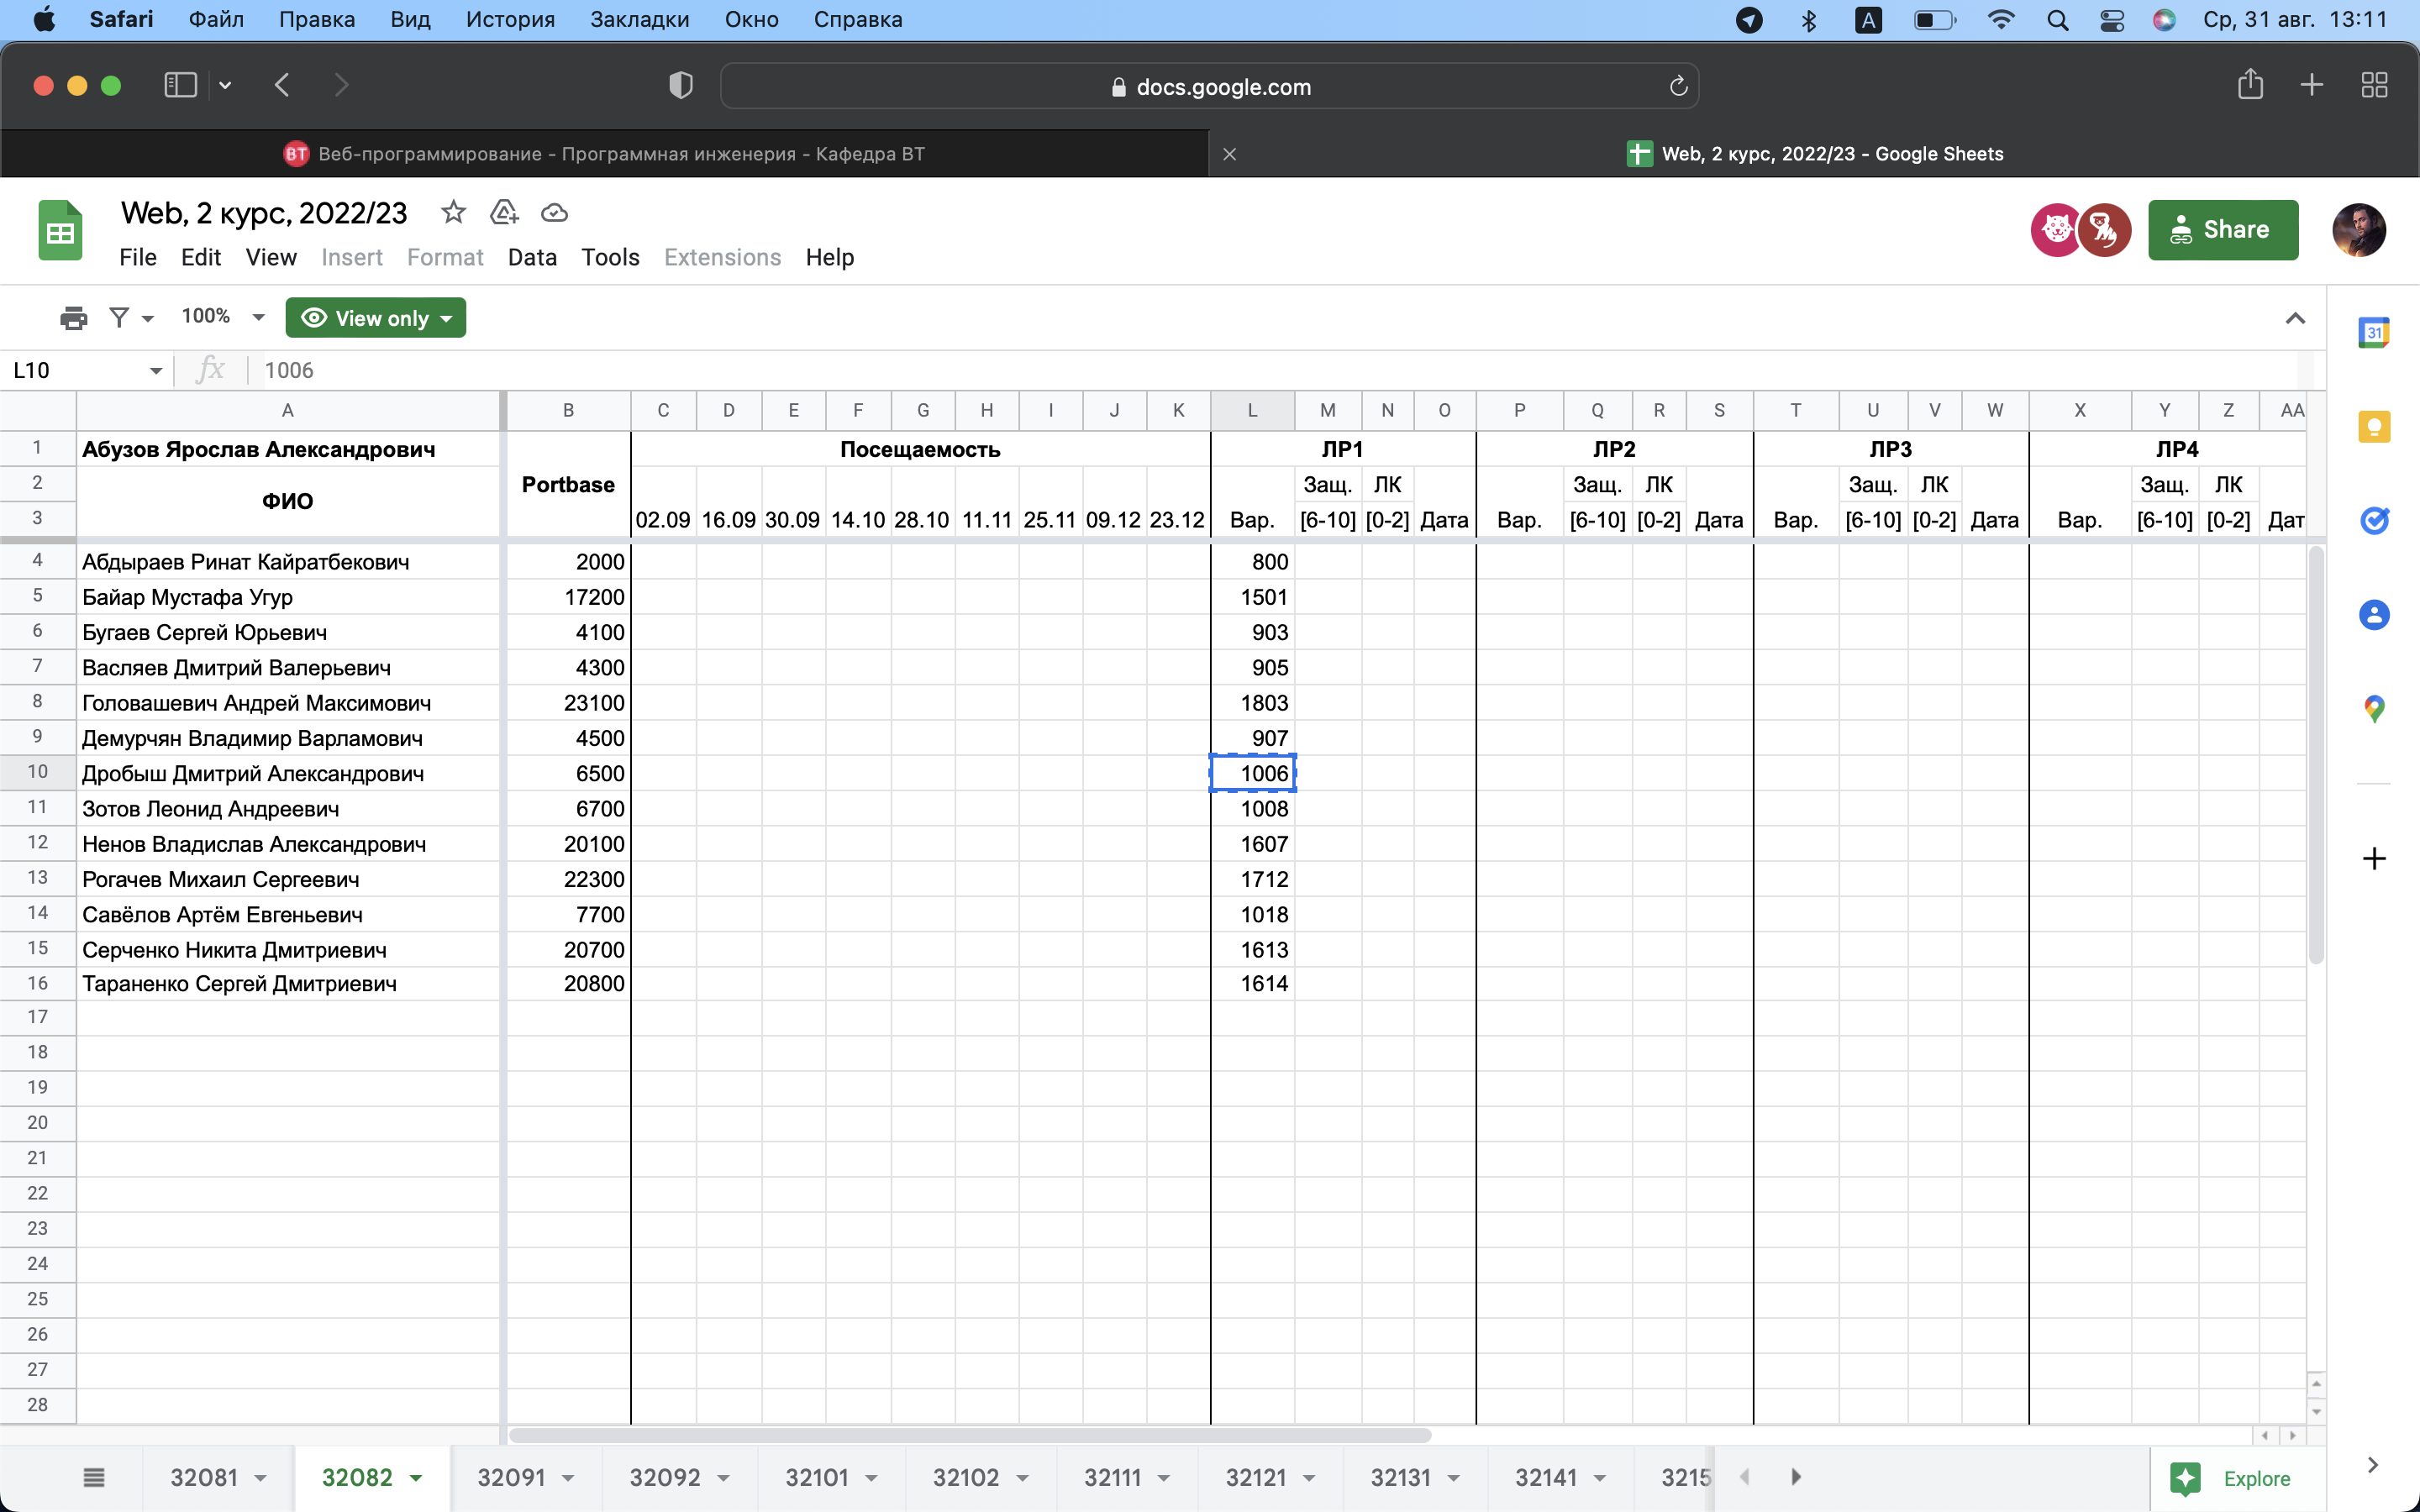 Safari Файл Правка Вид История Закладки Окно Справка A Ср, 31 авг. 13:11
docs.google.com
ВТ Веб-программирование - Программная инженерия - Кафедра ВТ Web, 2 курс, 2022/23 - Google Sheets
Web, 2 курс, 2022/23 Share
File Edit View Insert Format Data Tools Extensions Help
100% View only 31
L10 fx 1006
A B C D E F G H I J K L M N O P Q R S T U V W X Y Z AA
1 Абузов Ярослав Александрович Посещаемость ЛР1 ЛР2 ЛР3 ЛР4
2 ФИО Portbase Защ. ЛК Защ. ЛК Защ. ЛК Защ. ЛК
3 02.09 16.09 30.09 14.10 28.10 11.11 25.11 09.12 23.12 Вар. [6-10] [0-2] Дата Вар. [6-10] [0-2] Дата Вар. [6-10] [0-2] Дата Вар. [6-10] [0-2] Дат
4 Абдыраев Ринат Кайратбекович 2000 800
5 Байар Мустафа Угур 17200 1501
6 Бугаев Сергей Юрьевич 4100 903
7 Васляев Дмитрий Валерьевич 4300 905
8 Головашевич Андрей Максимович 23100 1803
9 Демурчян Владимир Варламович 4500 907
10 Дробыш Дмитрий Александрович 6500 1006
11 Зотов Леонид Андреевич 6700 1008
12 Ненов Владислав Александрович 20100 1607
13 Рогачев Михаил Сергеевич 22300 1712
14 Савёлов Артём Евгеньевич 7700 1018
15 Серченко Никита Дмитриевич 20700 1613
16 Тараненко Сергей Дмитриевич 20800 1614
17
18
19
20
21
22
23
24
25
26
27
28
32081 32082 32091 32092 32101 32102 32111 32121 32131 32141 3215 Explore